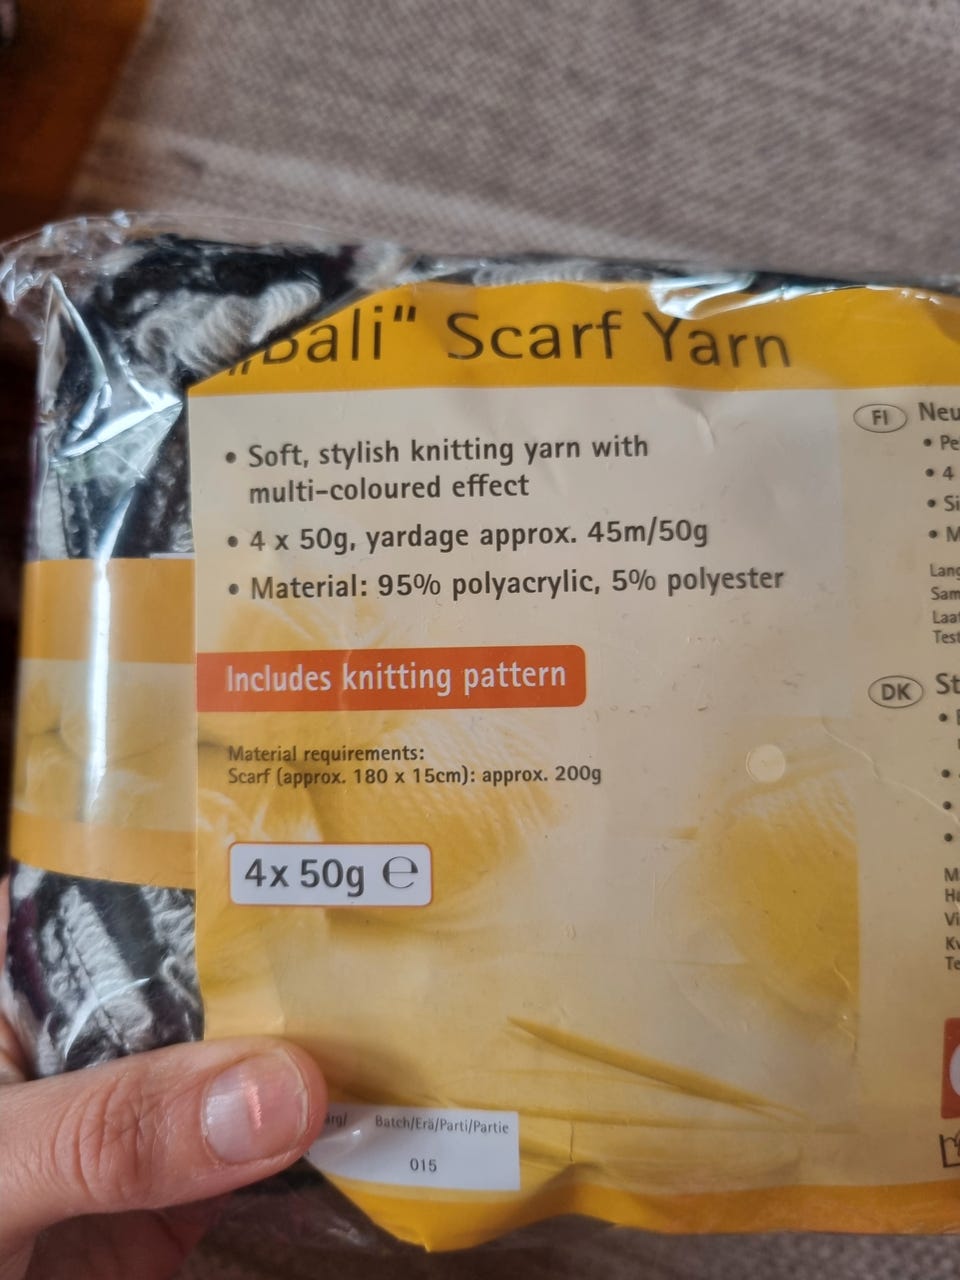 „Bali" Scarf Yarn
• Soft, stylish knitting yarn with
multi-coloured effect
• 4 x 50g, yardage approx. 45m/50g
• Material: 95% polyacrylic, 5% polyester
Includes knitting pattern
Material requirements:
Scarf (approx. 180 x 15cm): approx. 200g
4x 50g ℮
Batch/Erä/Parti/Partie
015
FI
• 4
DK